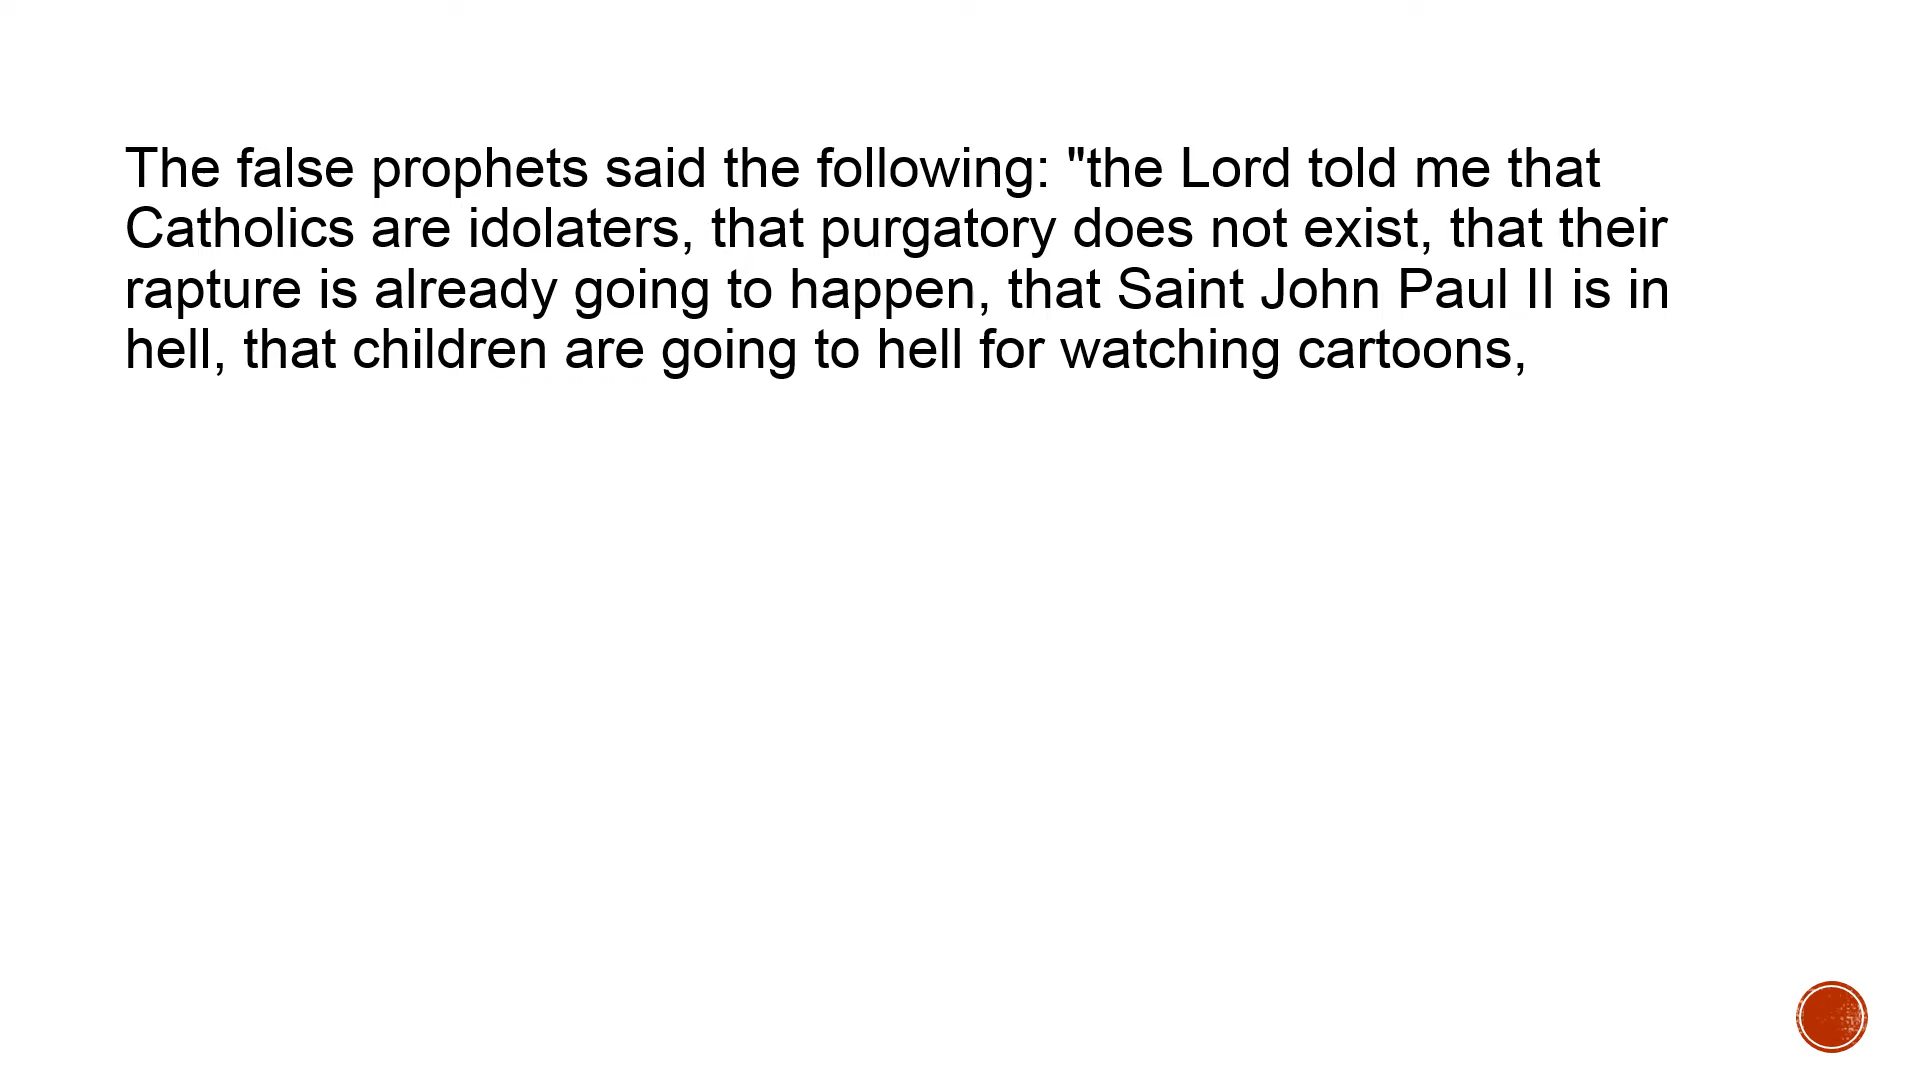 The false prophets said the following: "the Lord told me that
Catholics are idolaters, that purgatory does not exist, that their
rapture is already going to happen, that Saint John Paul II is in
hell, that children are going to hell for watching cartoons,